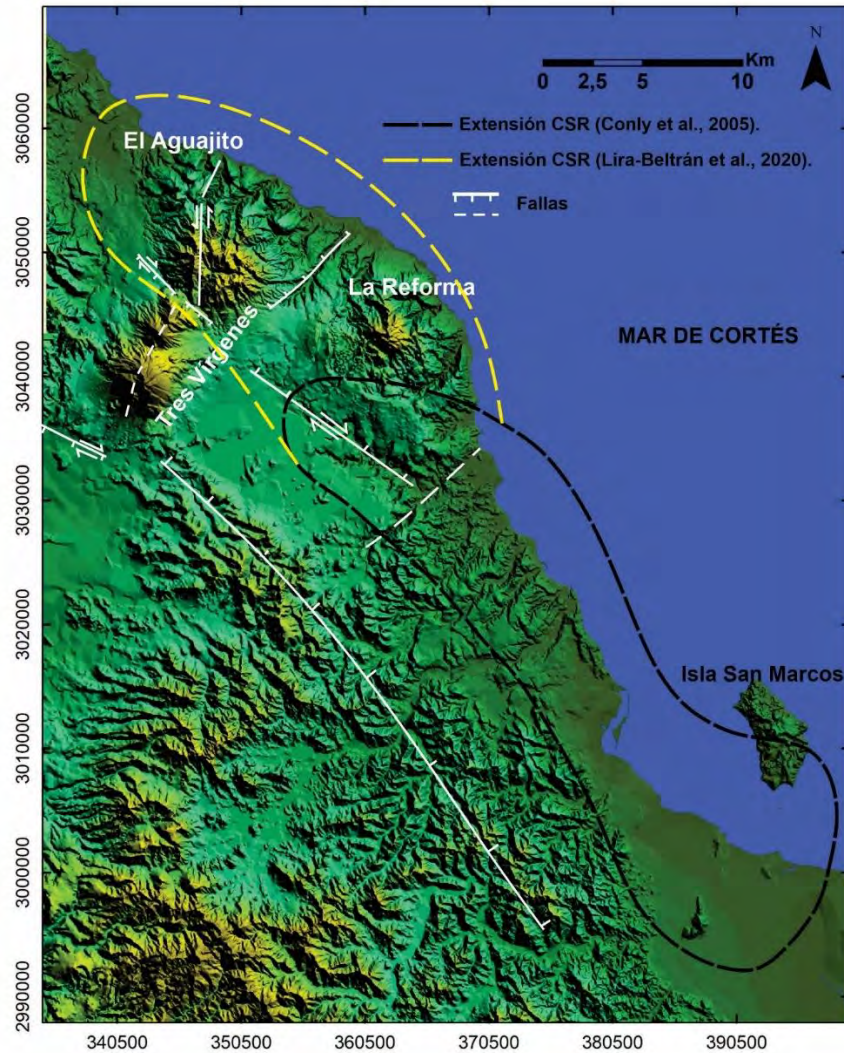 N
Km
0 2,5 5 10
Extensión CSR (Conly et al., 2005).
Extensión CSR (Lira-Beltrán et al., 2020).
Fallas
El Aguajito
La Reforma
Tres Vírgenes
MAR DE CORTÉS
Isla San Marcos
3060000
3050000
3040000
3030000
3020000
3010000
3000000
2990000
340500 350500 360500 370500 380500 390500